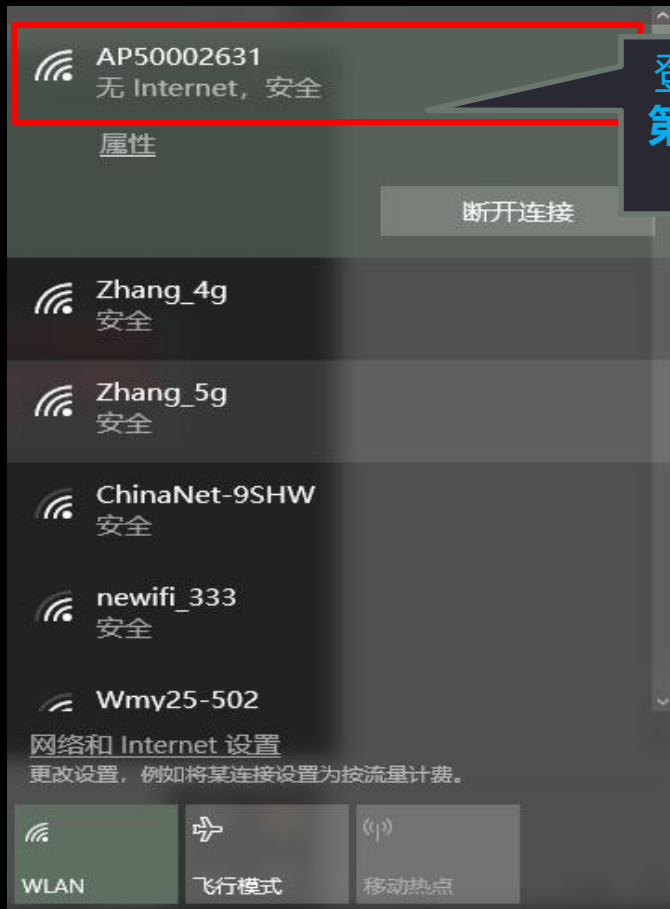 AP50002631
无 Internet，安全
登
第
属性
断开连接
Zhang_4g
安全
Zhang_5g
安全
ChinaNet-9SHW
安全
newifi_333
安全
Wmy25-502
网络和 Internet 设置
更改设置，例如将某连接设置为按流量计费。
WLAN
飞行模式
移动热点